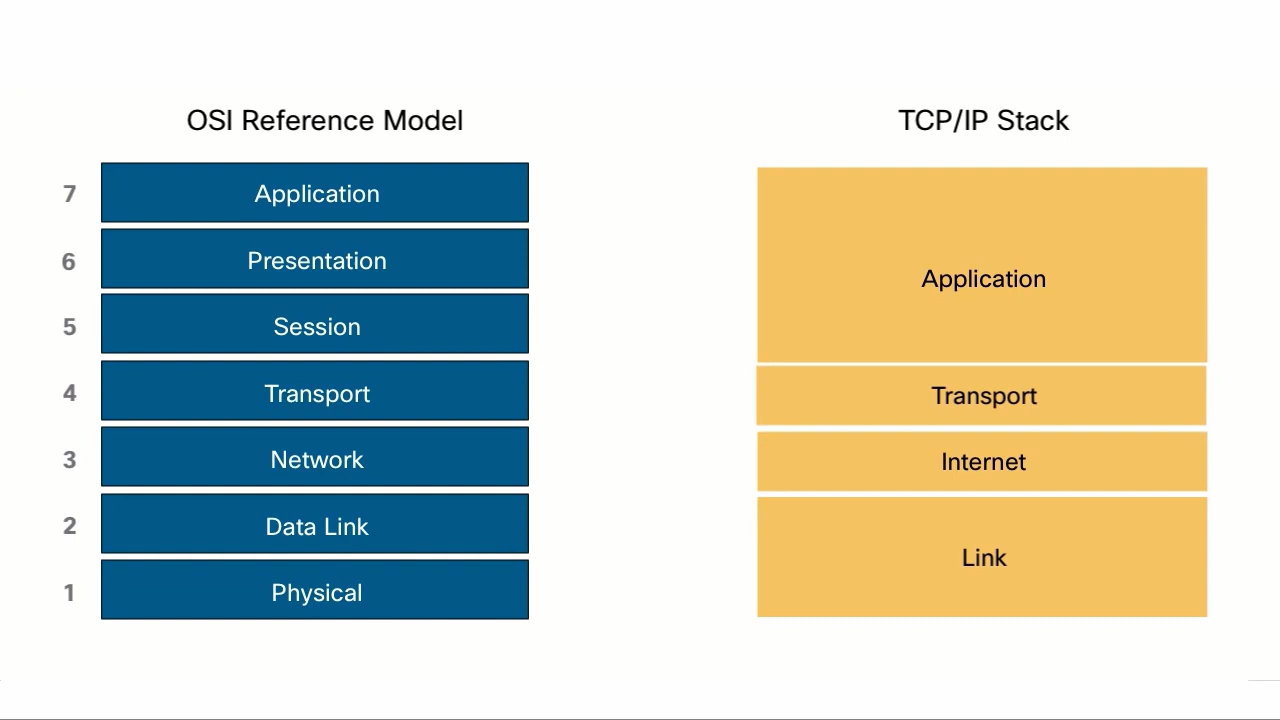 OSI Reference Model
7 Application
6 Presentation
5 Session
4 Transport
3 Network
2 Data Link
1 Physical
TCP/IP Stack
Application
Transport
Internet
Link